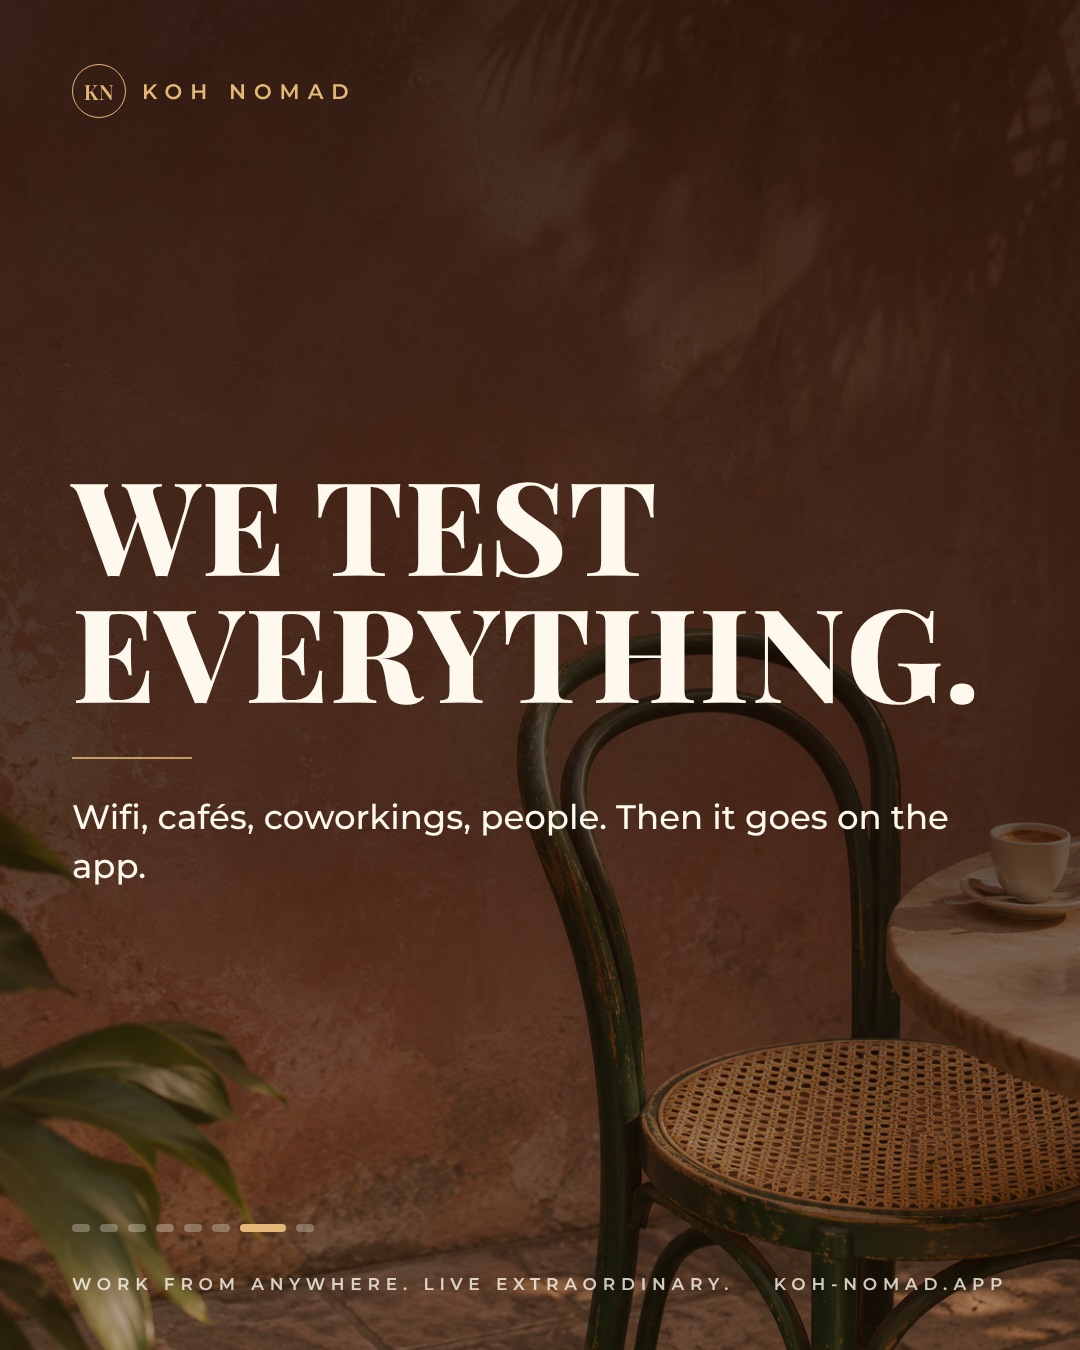 KN KOH NOMAD
WE TEST
EVERYTHING.
Wifi, cafés, coworkings, people. Then it goes on the
app.
WORK FROM ANYWHERE. LIVE EXTRAORDINARY. KOH-NOMAD.APP